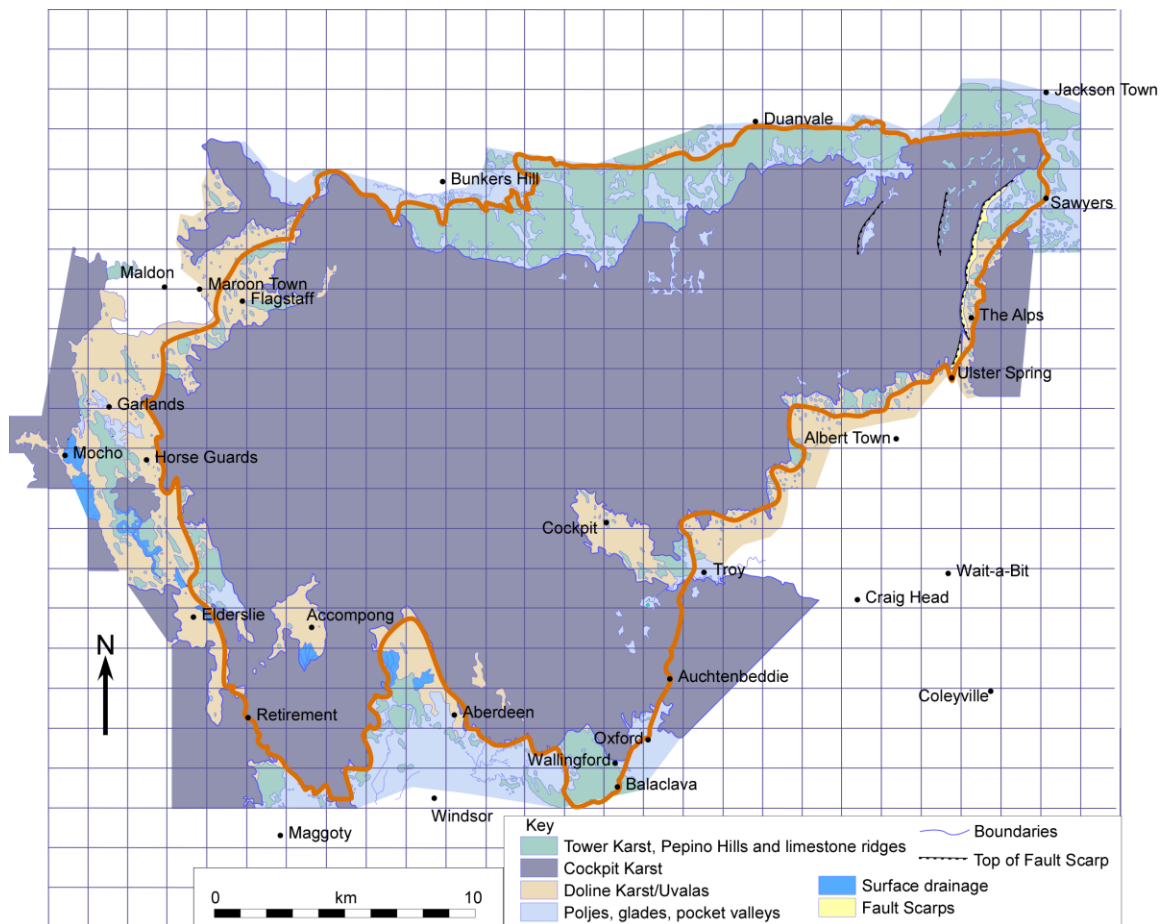 Jackson Town
Duanvale
Bunkers Hill
Sawyers
Maldon
Maroon Town
Flagstaff
The Alps
Ulster Spring
Garlands
Albert Town
Mocho
Horse Guards
Cockpit
Troy
Wait-a-Bit
Craig Head
Elderslie
Accompong
N
Auchtenbeddie
Coleyville
Retirement
Aberdeen
Oxford
Wallingford
Balaclava
Windsor
Maggoty
Key
Tower Karst, Pepino Hills and limestone ridges
Cockpit Karst
Doline Karst/Uvalas
Poljes, glades, pocket valleys
Boundaries
Top of Fault Scarp
Surface drainage
Fault Scarps
0 km 10